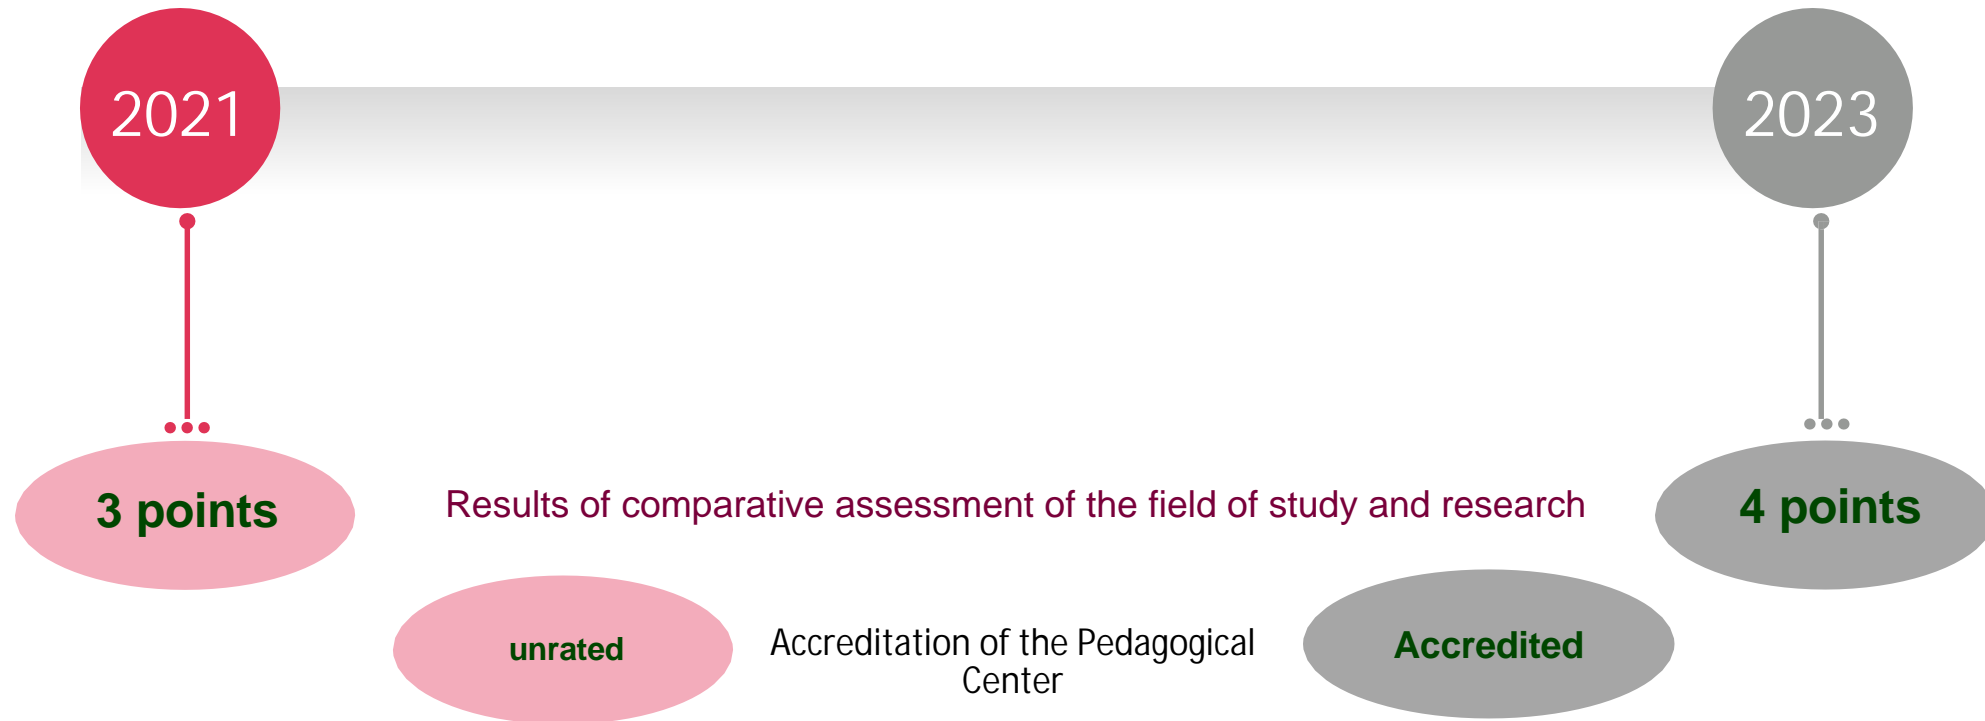 2021
2023
3 points
Results of comparative assessment of the field of study and research
4 points
unrated
Accreditation of the Pedagogical
Center
Accredited